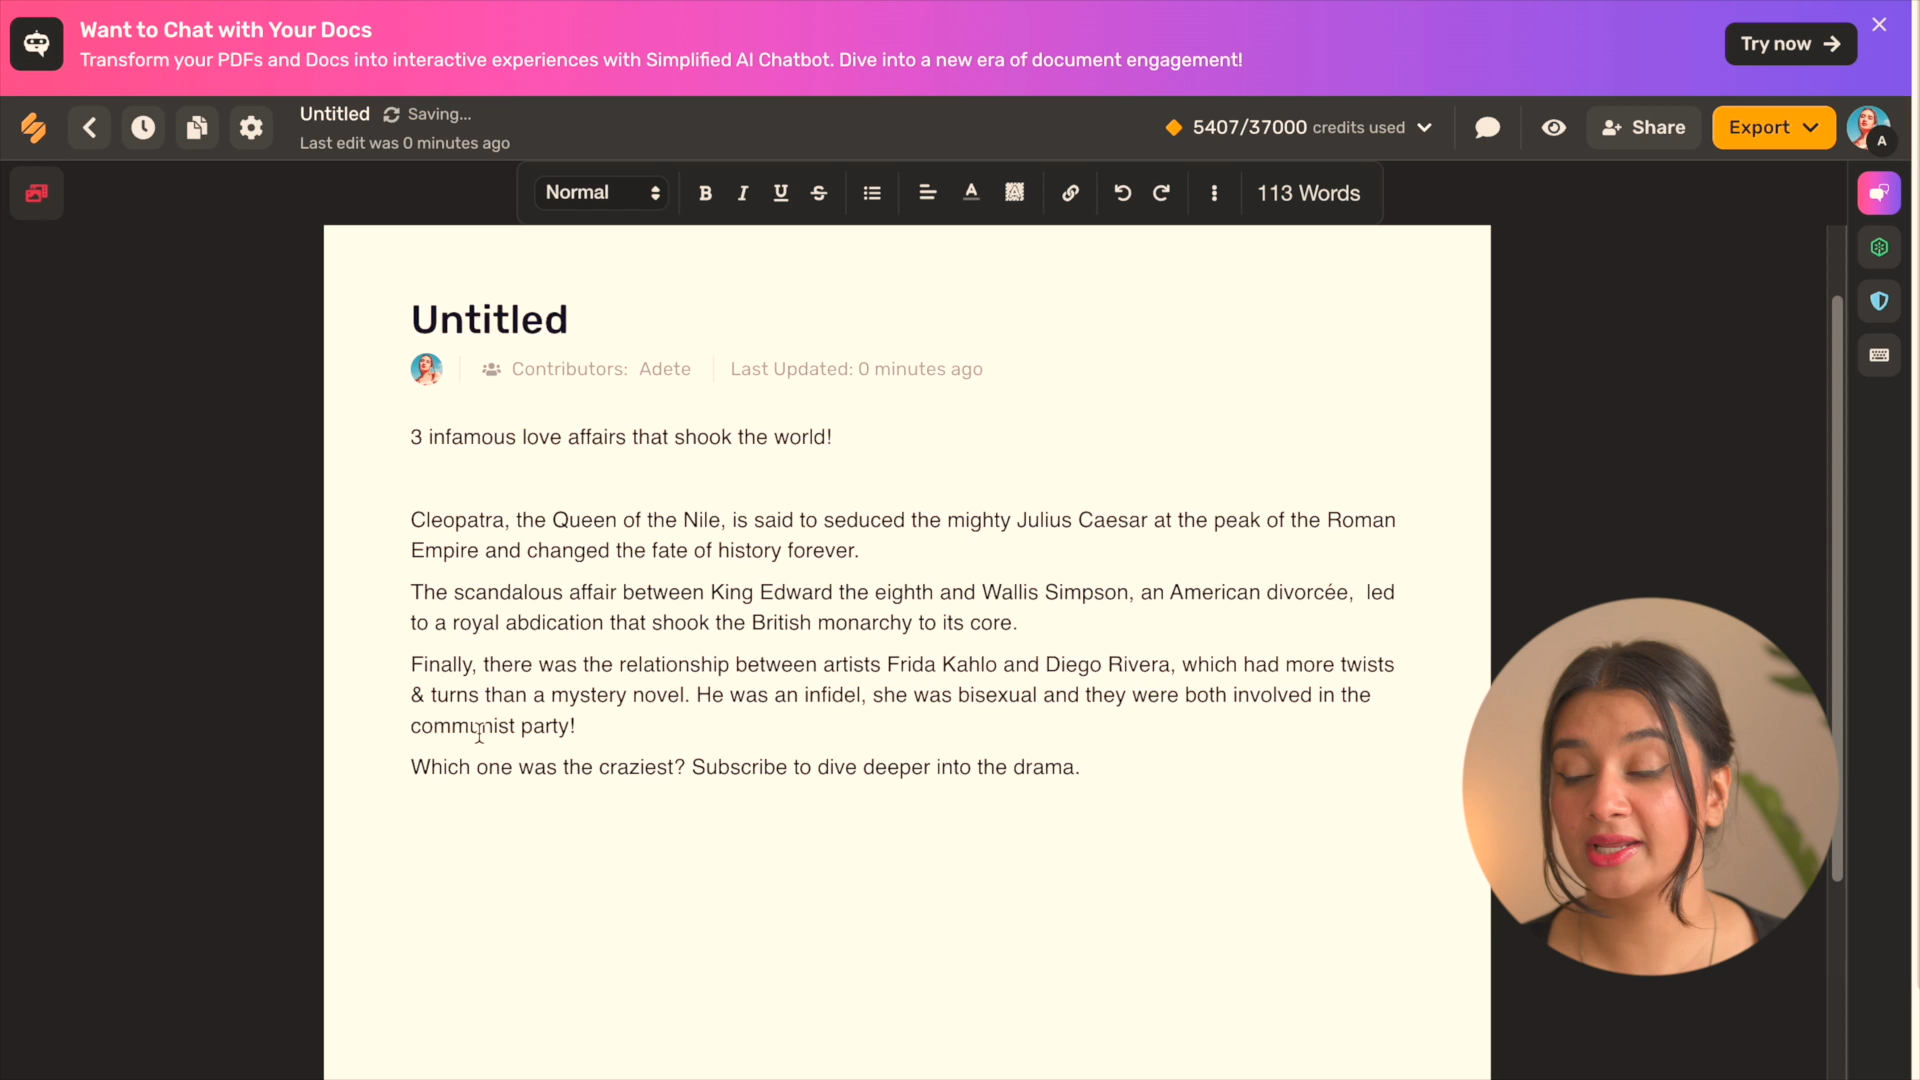 Want to Chat with Your Docs
Transform your PDFs and Docs into interactive experiences with Simplified AI Chatbot. Dive into a new era of document engagement!
Try now
Untitled Saving...
Last edit was 0 minutes ago
5407/37000 credits used
Share
Export
A
Normal
B I U S
A
A
113 Words
Untitled
Contributors: Adete
Last Updated: 0 minutes ago
3 infamous love affairs that shook the world!
Cleopatra, the Queen of the Nile, is said to seduced the mighty Julius Caesar at the peak of the Roman
Empire and changed the fate of history forever.
The scandalous affair between King Edward the eighth and Wallis Simpson, an American divorcée,  led
to a royal abdication that shook the British monarchy to its core.
Finally, there was the relationship between artists Frida Kahlo and Diego Rivera, which had more twists
& turns than a mystery novel. He was an infidel, she was bisexual and they were both involved in the
communist party!
Which one was the craziest? Subscribe to dive deeper into the drama.